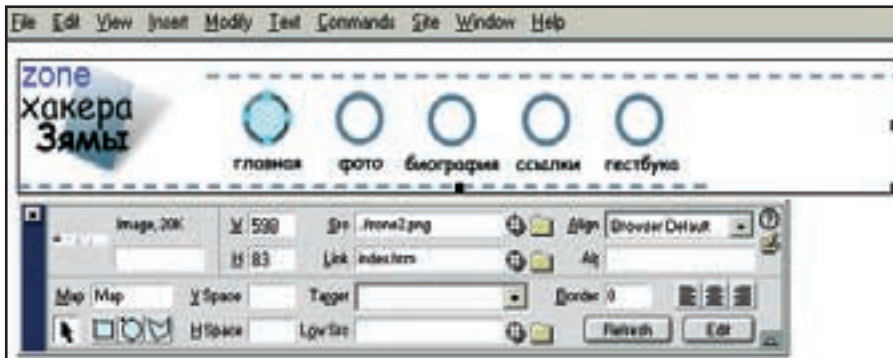 File Edit View Insert Modify Text Commands Site Window Help
zone
хакера
Зямы
главная фото биография ссылки гестбука
Image, 20K W 590 Src ./rione2.png Align Browser Default
H 83 Link index.htm Alt
Map Map V Space Target Border 0
H Space Low Src Refresh Edit